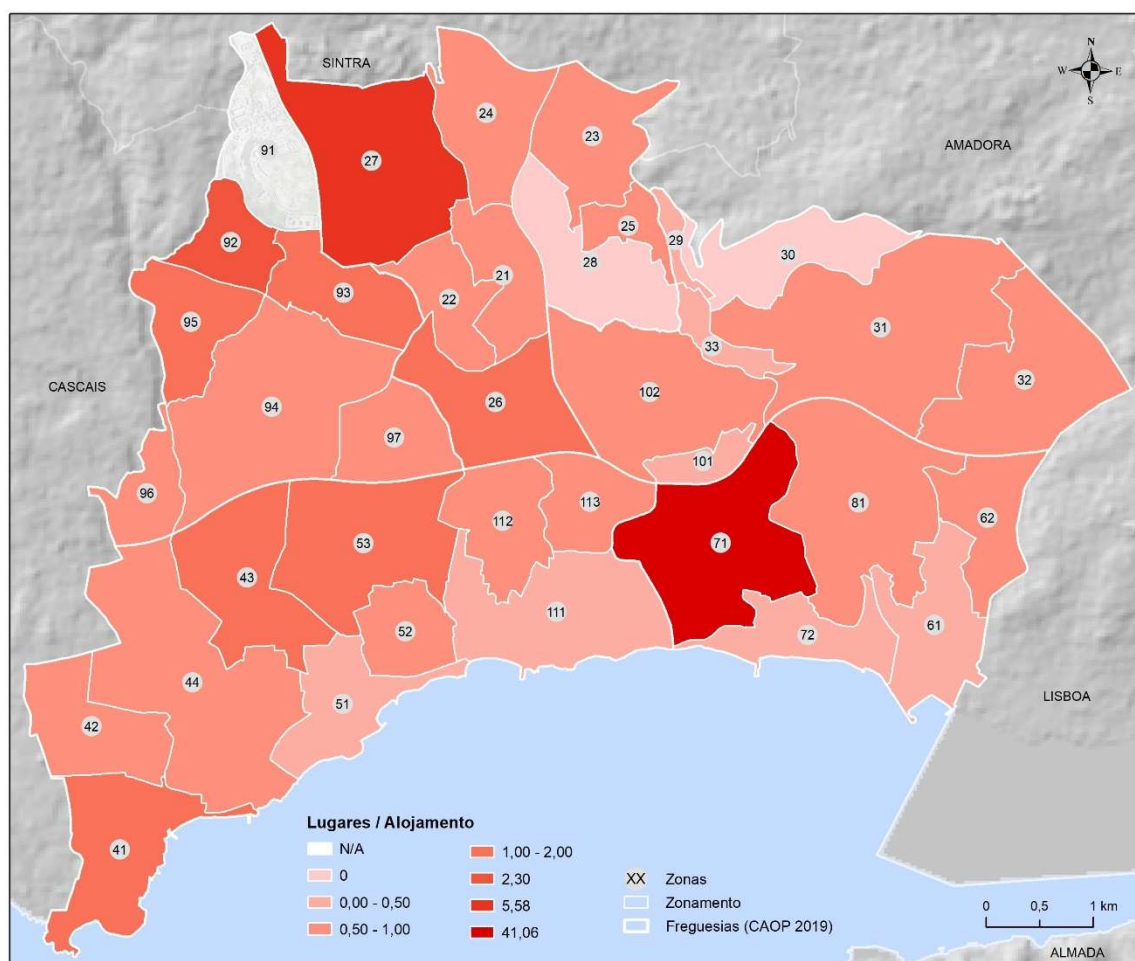 SINTRA
N
W E
S
24
23
91
27
AMADORA
92
25
29
28
30
21
22
93
95
31
33
32
102
CASCAIS
94
26
97
101
96
113
112
81
62
53
71
43
111
52
61
72
44
51
42
LISBOA
41
Lugares / Alojamento
N/A
0
0,00 - 0,50
0,50 - 1,00
1,00 - 2,00
2,30
5,58
41,06
XX Zonas
Zonamento
Freguesias (CAOP 2019)
0 0,5 1 km
ALMADA